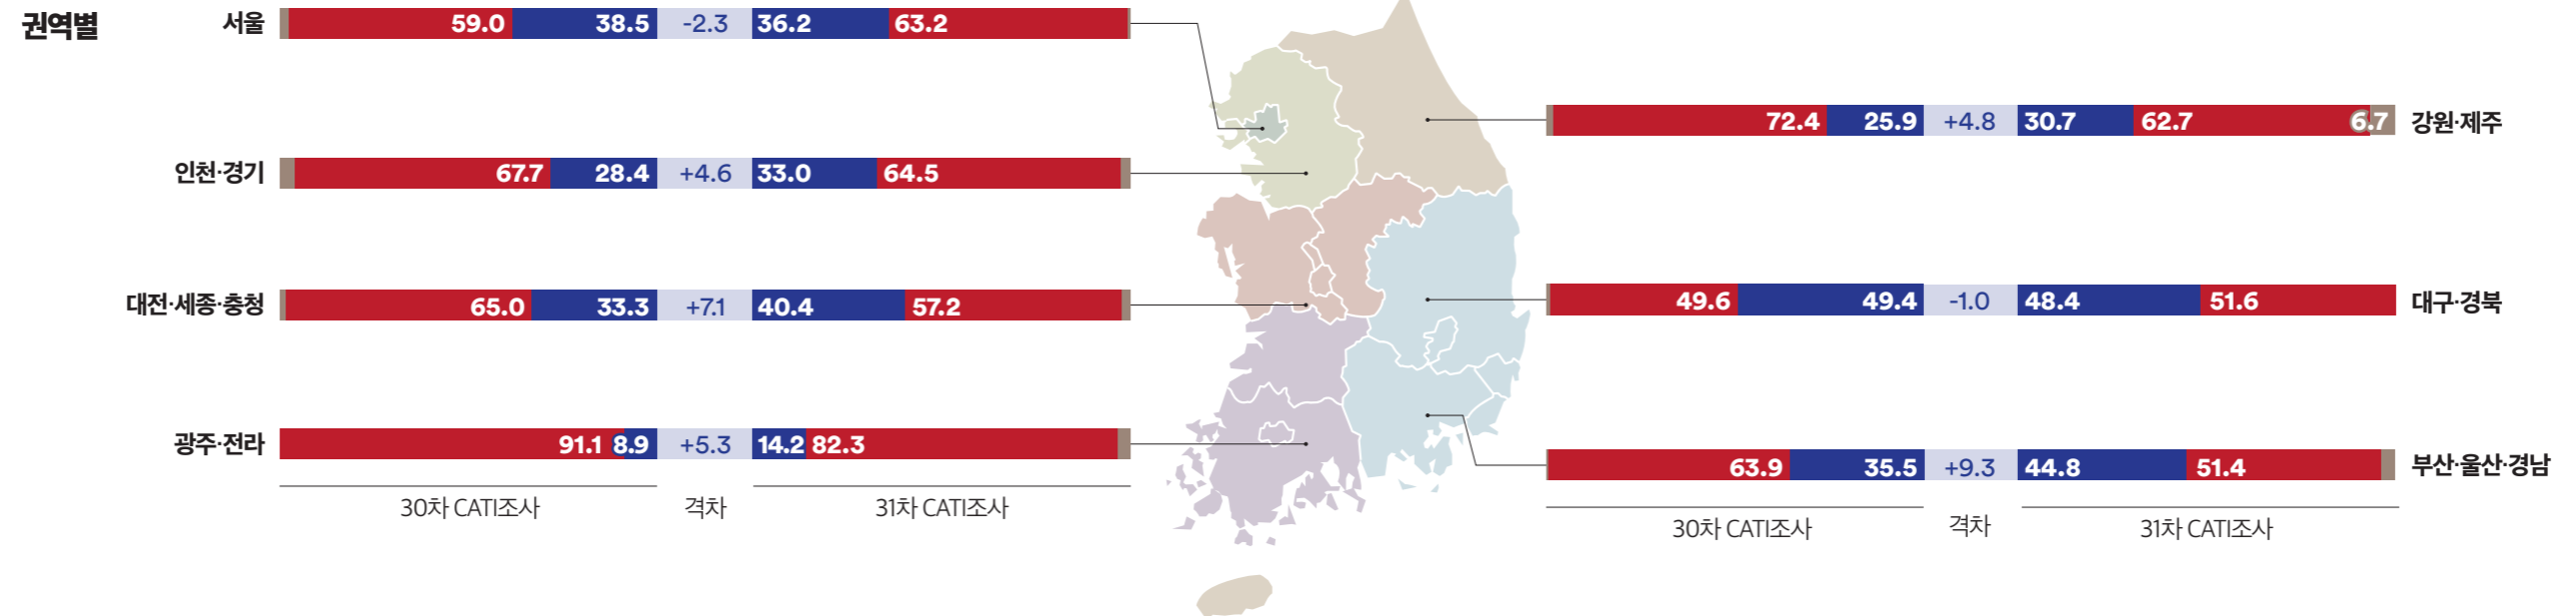 권역별
서울 59.0 38.5 -2.3 36.2 63.2
인천·경기 67.7 28.4 +4.6 33.0 64.5
대전·세종·충청 65.0 33.3 +7.1 40.4 57.2
광주·전라 91.1 8.9 +5.3 14.2 82.3
30차 CATI조사 격차 31차 CATI조사
72.4 25.9 +4.8 30.7 62.7 6.7 강원·제주
49.6 49.4 -1.0 48.4 51.6 대구·경북
63.9 35.5 +9.3 44.8 51.4 부산·울산·경남
30차 CATI조사 격차 31차 CATI조사